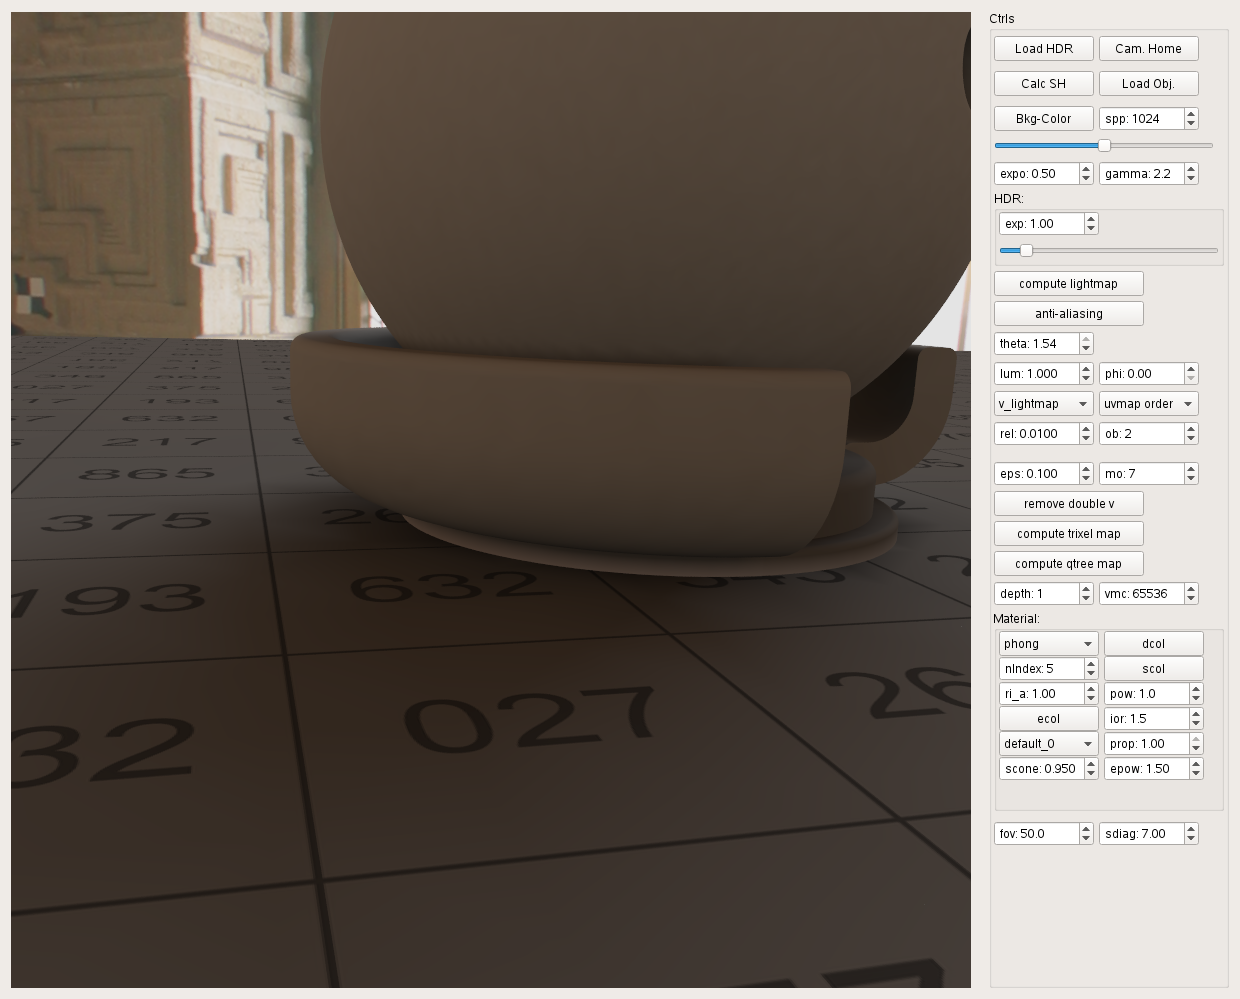 Ctrls
Load HDR Cam. Home
Calc SH Load Obj.
Bkg-Color spp: 1024
expo: 0.50 gamma: 2.2
HDR:
exp: 1.00
compute lightmap
anti-aliasing
theta: 1.54
lum: 1.000 phi: 0.00
v_lightmap uvmap order
rel: 0.0100 ob: 2
eps: 0.100 mo: 7
remove double v
compute trixel map
compute qtree map
depth: 1 vmc: 65536
Material:
phong dcol
nIndex: 5 scol
ri_a: 1.00 pow: 1.0
ecol ior: 1.5
default_0 prop: 1.00
scone: 0.950 epow: 1.50
fov: 50.0 sdiag: 7.00
632
217
865
375
193 632
32 027 26